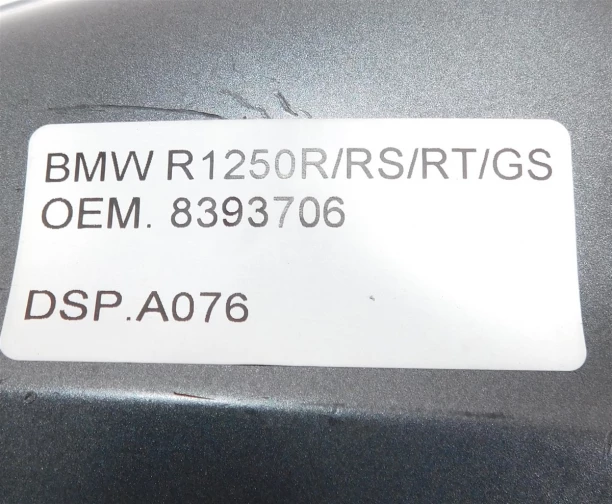 BMW R1250R/RS/RT/GS
OEM. 8393706
DSP.A076